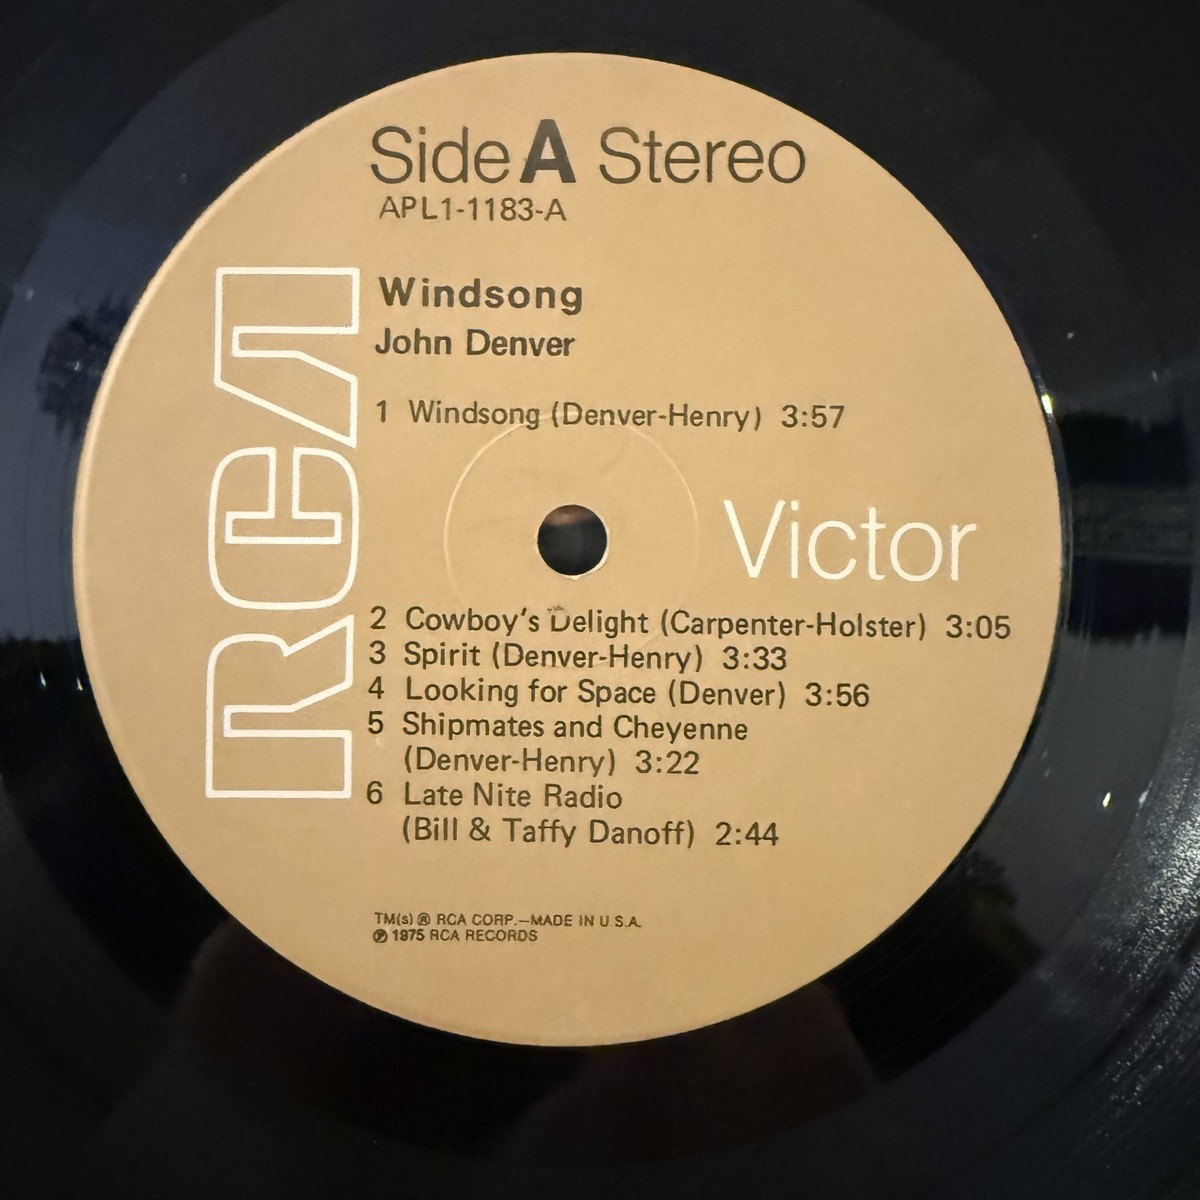 Side A Stereo
APL1-1183-A
Windsong
John Denver
1 Windsong (Denver-Henry) 3:57
RCA
Victor
2 Cowboy's Delight (Carpenter-Holster) 3:05
3 Spirit (Denver-Henry) 3:33
4 Looking for Space (Denver) 3:56
5 Shipmates and Cheyenne
(Denver-Henry) 3:22
6 Late Nite Radio
(Bill & Taffy Danoff) 2:44
TM(s) ® RCA CORP.—MADE IN U.S.A.
℗ 1975 RCA RECORDS